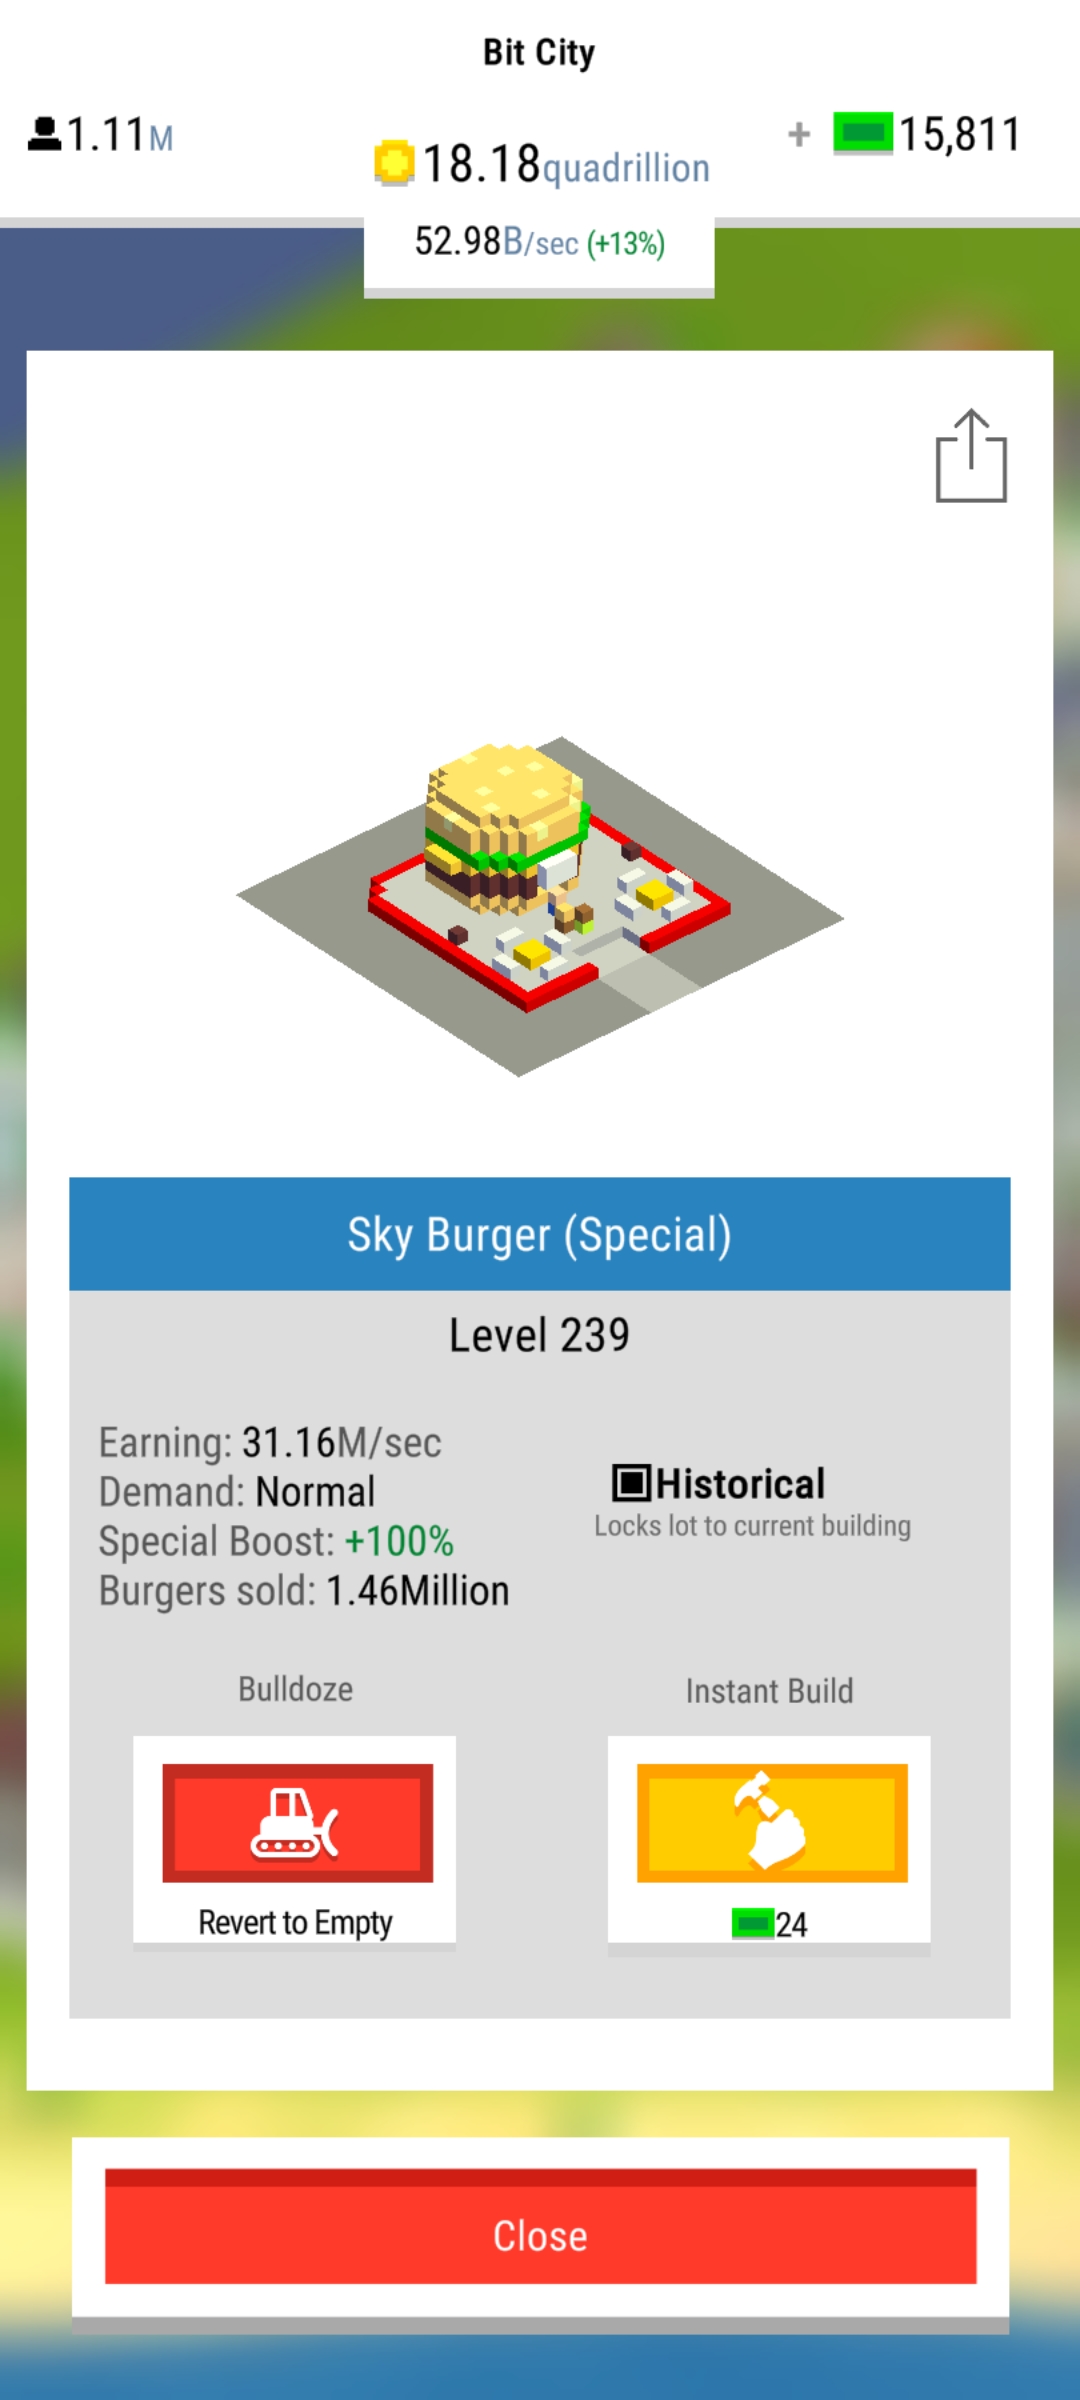 Bit City
1.11M
18.18quadrillion
+ 15,811
52.98B/sec (+13%)
Sky Burger (Special)
Level 239
Earning: 31.16M/sec
Demand: Normal
Special Boost: +100%
Burgers sold: 1.46Million
Historical
Locks lot to current building
Bulldoze
Revert to Empty
Instant Build
24
Close